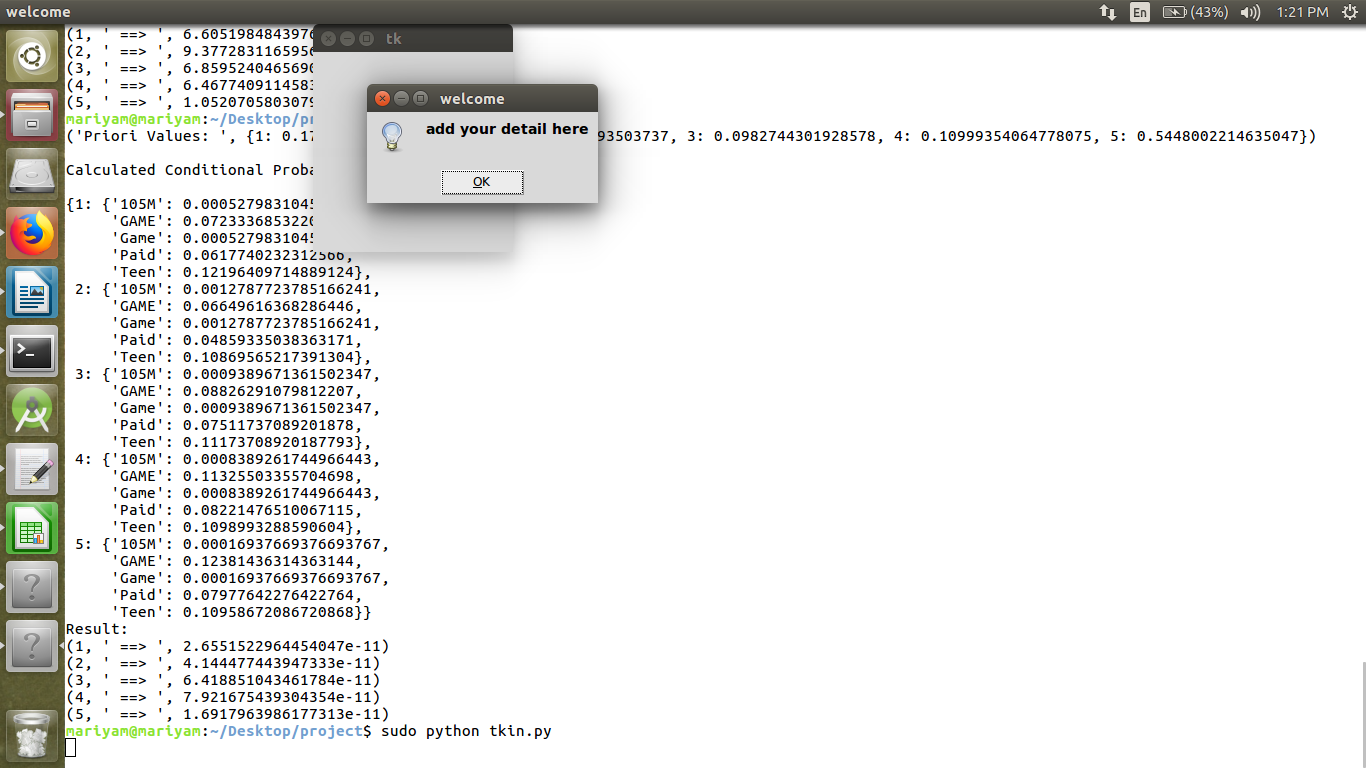 welcome
En
(43%)
1:21 PM
tk
welcome
add your detail here
OK
(1, ' ==> ', 6.6051984843976
(2, ' ==> ', 9.3772831165956
(3, ' ==> ', 6.8595240465690
(4, ' ==> ', 6.4677409114583
(5, ' ==> ', 1.0520705803079
mariyam@mariyam:~/Desktop/pr
('Priori Values: ', {1: 0.17 93503737, 3: 0.0982744301928578, 4: 0.10999354064778075, 5: 0.5448002214635047})
Calculated Conditional Proba
{1: {'105M': 0.0005279831045
'GAME': 0.0723336853220
'Game': 0.0005279831045
'Paid': 0.0617740232312566,
'Teen': 0.12196409714889124},
2: {'105M': 0.0012787723785166241,
'GAME': 0.06649616368286446,
'Game': 0.0012787723785166241,
'Paid': 0.04859335038363171,
'Teen': 0.10869565217391304},
3: {'105M': 0.0009389671361502347,
'GAME': 0.08826291079812207,
'Game': 0.0009389671361502347,
'Paid': 0.07511737089201878,
'Teen': 0.11173708920187793},
4: {'105M': 0.0008389261744966443,
'GAME': 0.11325503355704698,
'Game': 0.0008389261744966443,
'Paid': 0.08221476510067115,
'Teen': 0.1098993288590604},
5: {'105M': 0.00016937669376693767,
'GAME': 0.12381436314363144,
'Game': 0.00016937669376693767,
'Paid': 0.07977642276422764,
'Teen': 0.10958672086720868}}
Result:
(1, ' ==> ', 2.6551522964454047e-11)
(2, ' ==> ', 4.144477443947333e-11)
(3, ' ==> ', 6.418851043461784e-11)
(4, ' ==> ', 7.921675439304354e-11)
(5, ' ==> ', 1.6917963986177313e-11)
mariyam@mariyam:~/Desktop/project$ sudo python tkin.py